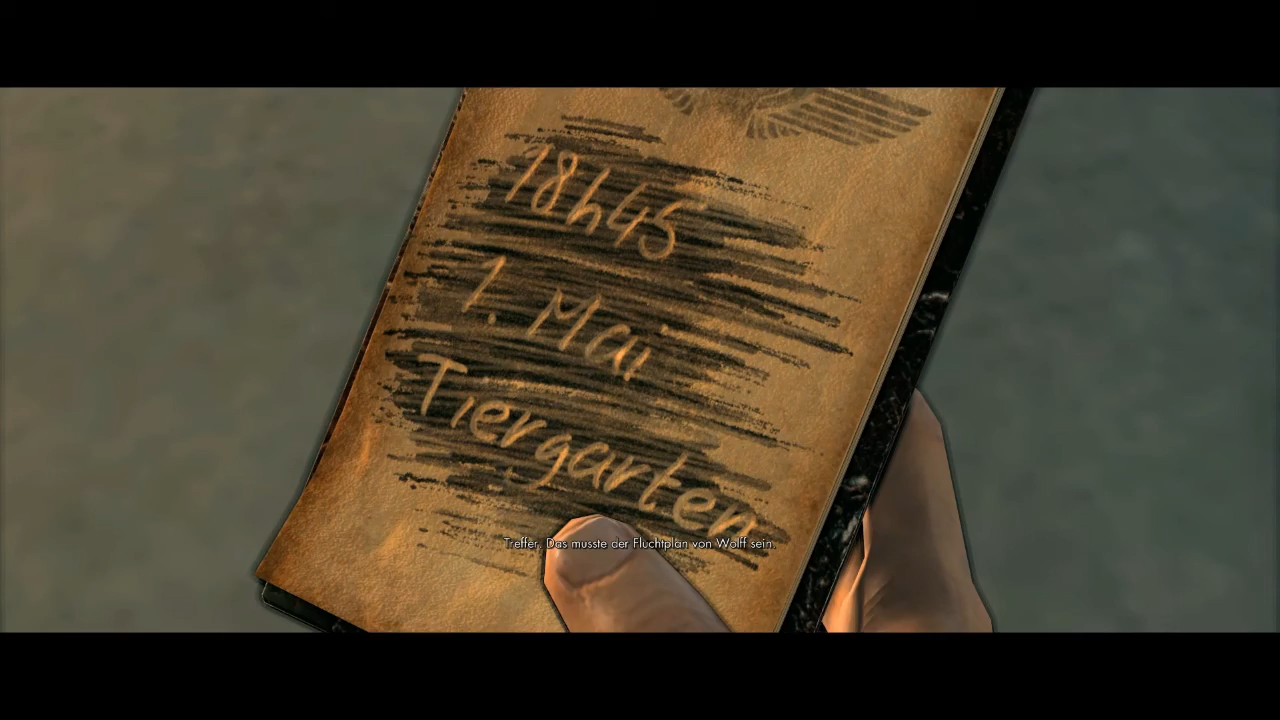 18h45
1. Mai
Tiergarten
Treffer. Das musste der Fluchtplan von Wolff sein.